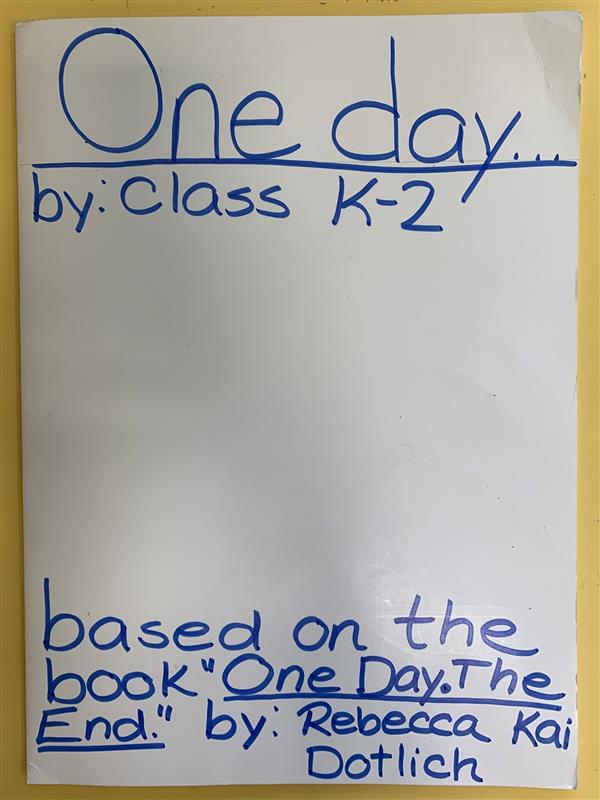 One day...
by: Class K-2
based on the
book "One Day. The
End." by: Rebecca Kai
Dotlich